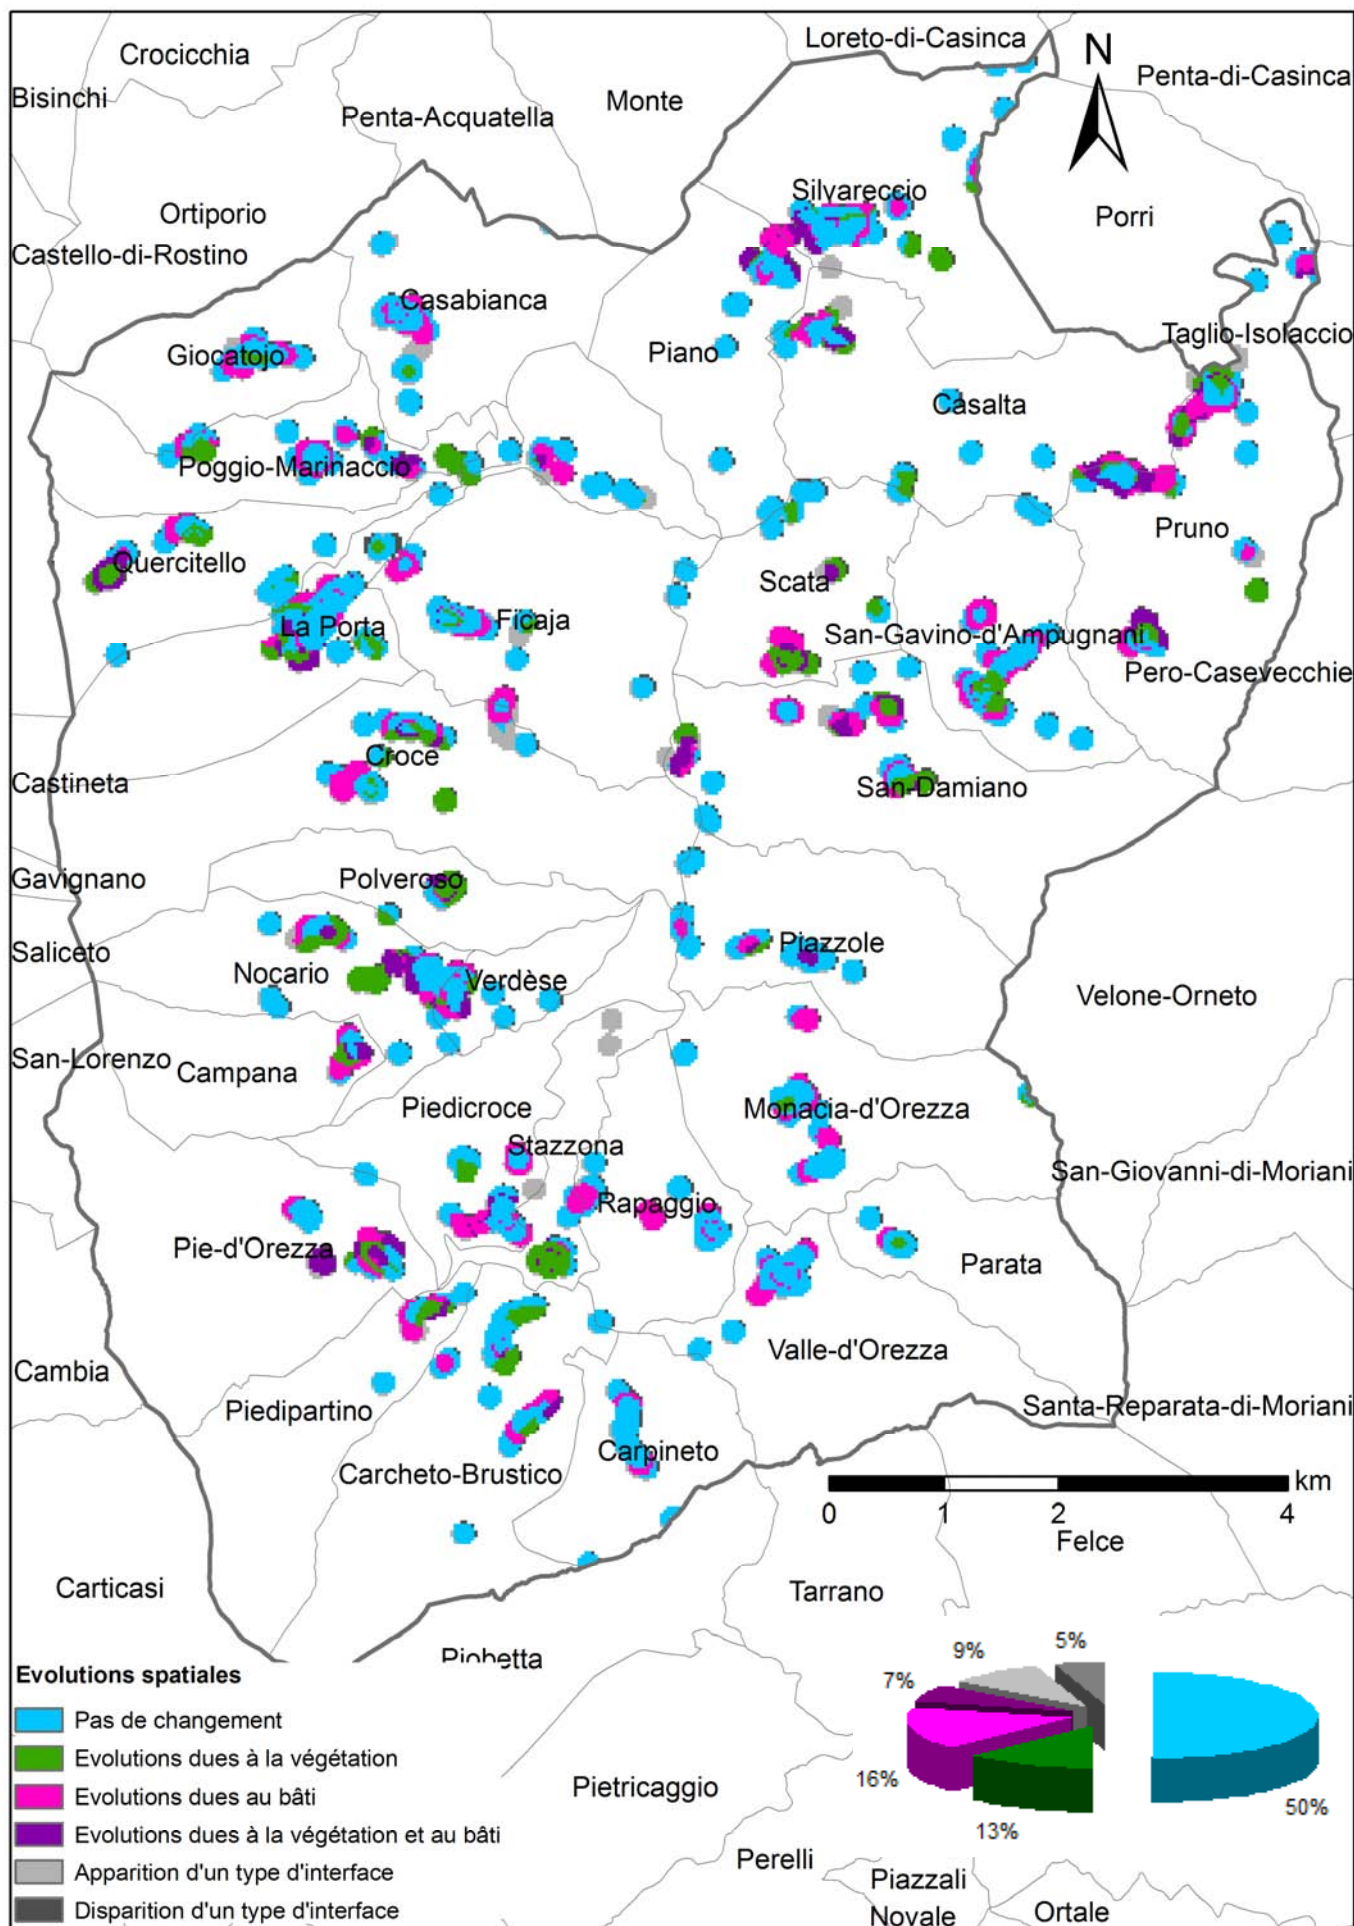 Loreto-di-Casinca
Crocicchia
N
Penta-di-Casinca
Bisinchi
Monte
Penta-Acquatella
Silvareccio
Ortiporio
Porri
Castello-di-Rostino
Casabianca
Taglio-Isolaccio
Giocatojo
Piano
Casalta
Poggio-Marinaccio
Pruno
Quercitello
Scata
La Porta
Ficaja
San-Gavino-d'Ampugnani
Pero-Casevecchie
Croce
Castineta
San-Damiano
Gavignano
Polveroso
Saliceto
Piazzole
Nocario
Verdèse
Velone-Orneto
San-Lorenzo
Campana
Piedicroce
Monacia-d'Orezza
Stazzona
San-Giovanni-di-Moriani
Rapaggio
Pie-d'Orezza
Parata
Valle-d'Orezza
Cambia
Piedipartino
Santa-Reparata-di-Moriani
Carpineto
Carcheto-Brustico
km
0 1 2 4
Felce
Carticasi
Tarrano
Piobetta
Evolutions spatiales
Pas de changement
Evolutions dues à la végétation
Evolutions dues au bâti
Evolutions dues à la végétation et au bâti
Apparition d'un type d'interface
Disparition d'un type d'interface
5%
9%
7%
16%
13%
50%
Pietricaggio
Perelli
Piazzali
Novale
Ortale